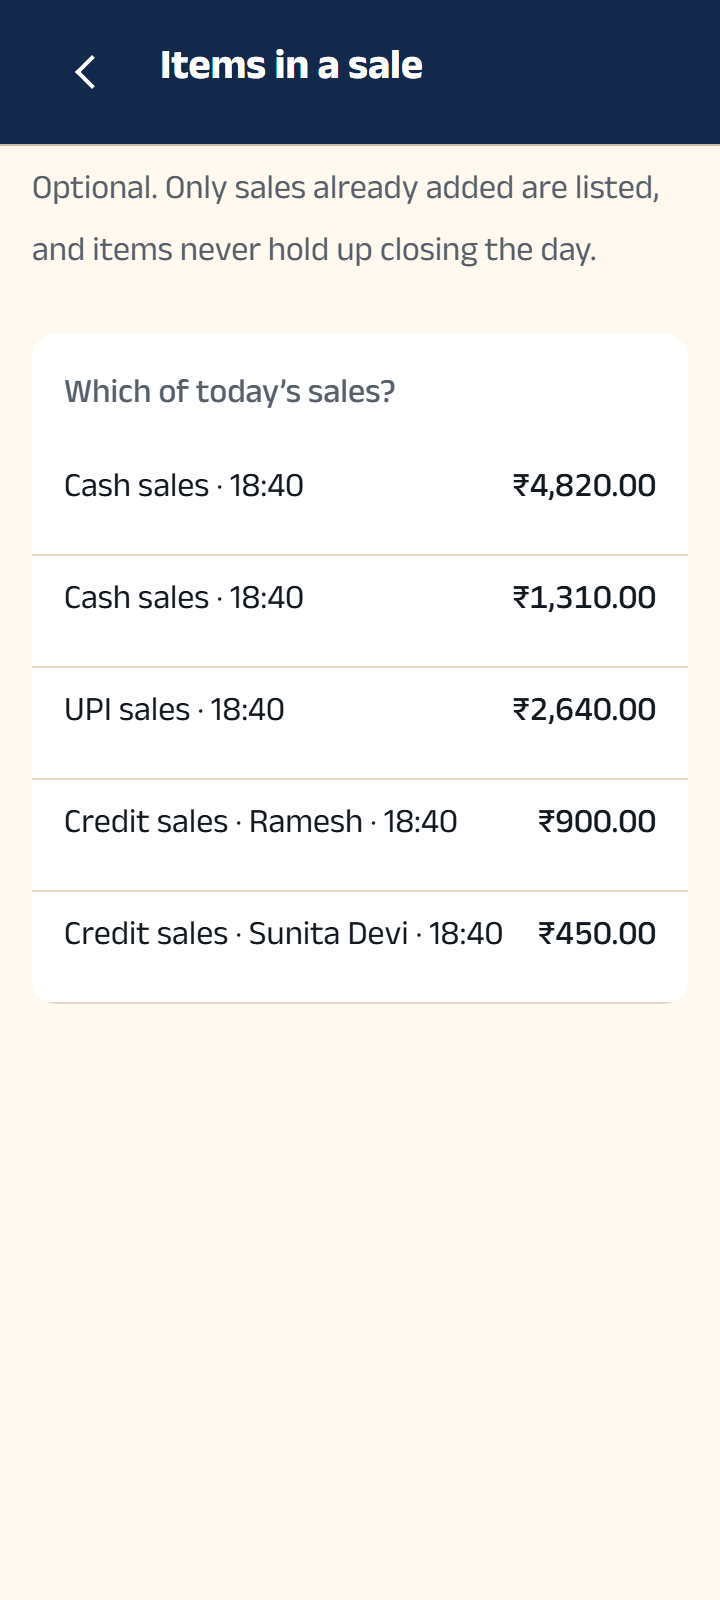 Items in a sale
Optional. Only sales already added are listed,
and items never hold up closing the day.
Which of today’s sales?
Cash sales · 18:40 ₹4,820.00
Cash sales · 18:40 ₹1,310.00
UPI sales · 18:40 ₹2,640.00
Credit sales · Ramesh · 18:40 ₹900.00
Credit sales · Sunita Devi · 18:40 ₹450.00